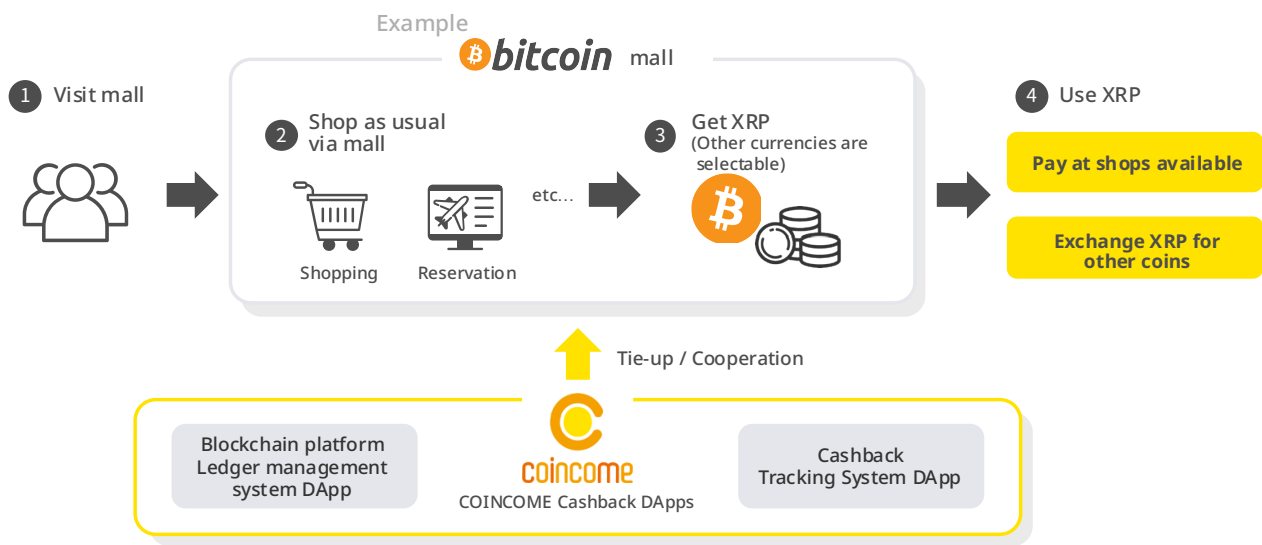 Example
bitcoin mall
1 Visit mall
2 Shop as usual
via mall
Shopping
Reservation
etc...
3 Get XRP
(Other currencies are
selectable)
4 Use XRP
Pay at shops available
Exchange XRP for
other coins
Tie-up / Cooperation
Blockchain platform
Ledger management
system DApp
coincome
COINCOME Cashback DApps
Cashback
Tracking System DApp